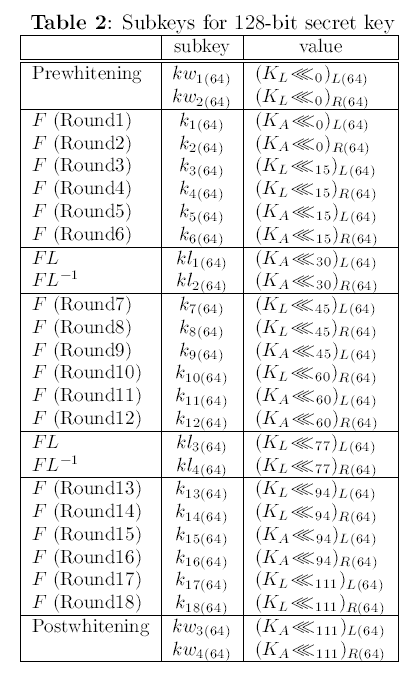 Table 2: Subkeys for 128-bit secret key
subkey value
Prewhitening kw1(64) (KL⋘0)L(64)
kw2(64) (KL⋘0)R(64)
F (Round1) k1(64) (KA⋘0)L(64)
F (Round2) k2(64) (KA⋘0)R(64)
F (Round3) k3(64) (KL⋘15)L(64)
F (Round4) k4(64) (KL⋘15)R(64)
F (Round5) k5(64) (KA⋘15)L(64)
F (Round6) k6(64) (KA⋘15)R(64)
FL kl1(64) (KA⋘30)L(64)
FL−1 kl2(64) (KA⋘30)R(64)
F (Round7) k7(64) (KL⋘45)L(64)
F (Round8) k8(64) (KL⋘45)R(64)
F (Round9) k9(64) (KA⋘45)L(64)
F (Round10) k10(64) (KL⋘60)R(64)
F (Round11) k11(64) (KA⋘60)L(64)
F (Round12) k12(64) (KA⋘60)R(64)
FL kl3(64) (KL⋘77)L(64)
FL−1 kl4(64) (KL⋘77)R(64)
F (Round13) k13(64) (KL⋘94)L(64)
F (Round14) k14(64) (KL⋘94)R(64)
F (Round15) k15(64) (KA⋘94)L(64)
F (Round16) k16(64) (KA⋘94)R(64)
F (Round17) k17(64) (KL⋘111)L(64)
F (Round18) k18(64) (KL⋘111)R(64)
Postwhitening kw3(64) (KA⋘111)L(64)
kw4(64) (KA⋘111)R(64)